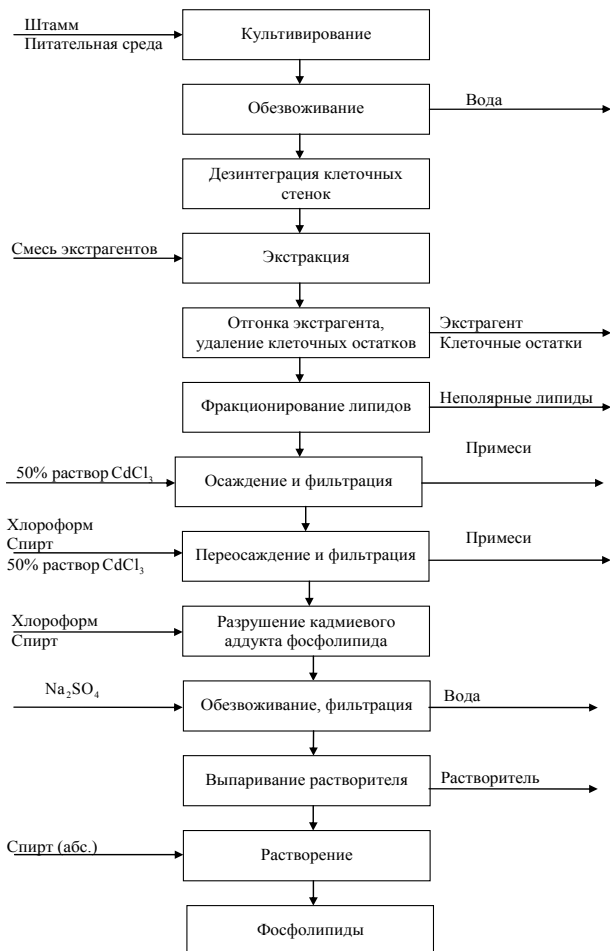 Штамм
Питательная среда
Культивирование
Обезвоживание
Вода
Дезинтеграция клеточных
стенок
Смесь экстрагентов
Экстракция
Отгонка экстрагента,
удаление клеточных остатков
Экстрагент
Клеточные остатки
Фракционирование липидов
Неполярные липиды
50% раствор CdCl₃
Осаждение и фильтрация
Примеси
Хлороформ
Спирт
50% раствор CdCl₃
Переосаждение и фильтрация
Примеси
Хлороформ
Спирт
Разрушение кадмиевого
аддукта фосфолипида
Na₂SO₄
Обезвоживание, фильтрация
Вода
Выпаривание растворителя
Растворитель
Спирт (абс.)
Растворение
Фосфолипиды